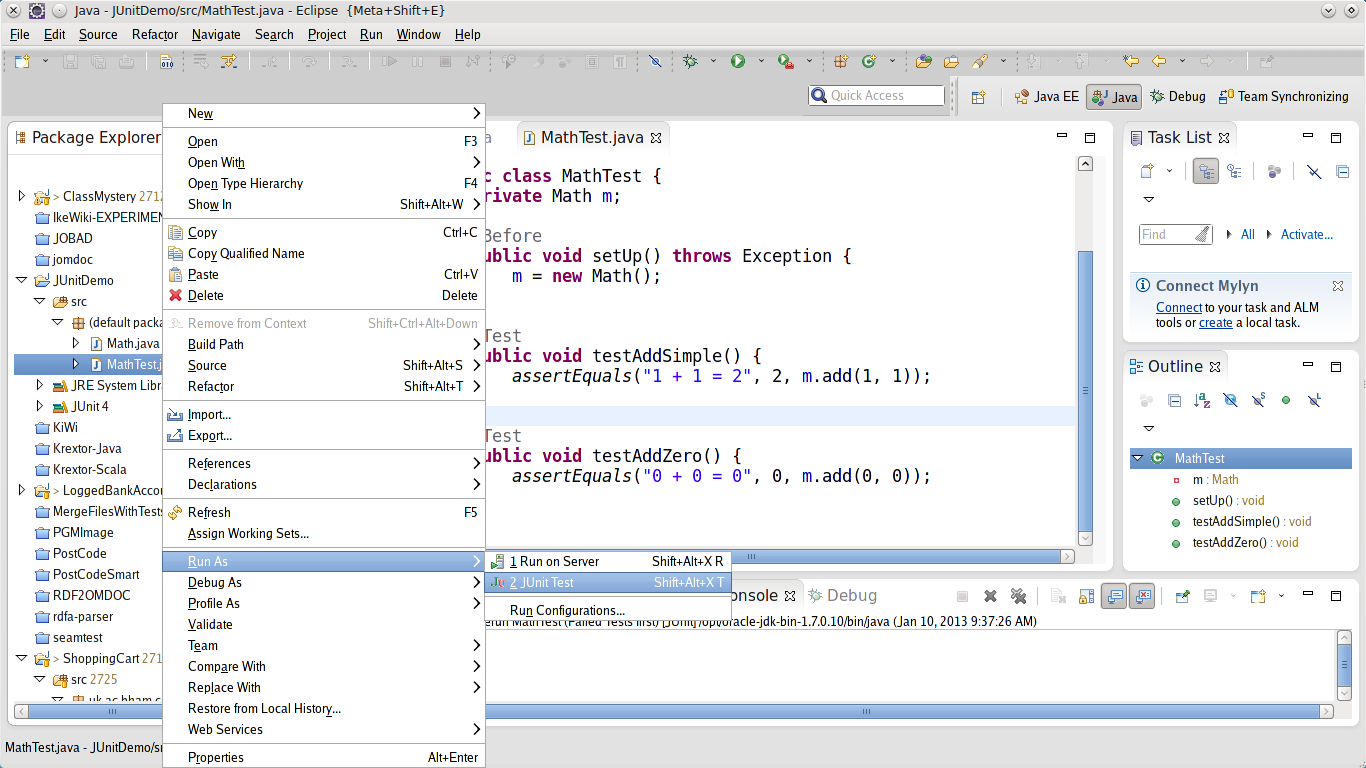 Java - JUnitDemo/src/MathTest.java - Eclipse {Meta+Shift+E}
File Edit Source Refactor Navigate Search Project Run Window Help
010
Quick Access
Java EE Java Debug Team Synchronizing
Package Explorer
> ClassMystery 2712
IkeWiki-EXPERIMEN
JOBAD
jomdoc
JUnitDemo
src
(default packa
Math.java
MathTest.j
JRE System Libr
JUnit 4
KiWi
Krextor-Java
Krextor-Scala
> LoggedBankAccou
MergeFilesWithTests
PGMImage
PostCode
PostCodeSmart
RDF2OMDOC
rdfa-parser
seamtest
> ShoppingCart 271
src 2725
uk.ac.bham.c
New
Open F3
Open With
Open Type Hierarchy F4
Show In Shift+Alt+W
Copy Ctrl+C
Copy Qualified Name
Paste Ctrl+V
Delete Delete
Remove from Context Shift+Ctrl+Alt+Down
Build Path
Source Shift+Alt+S
Refactor Shift+Alt+T
Import...
Export...
References
Declarations
Refresh F5
Assign Working Sets...
Run As
Debug As
Profile As
Validate
Team
Compare With
Replace With
Restore from Local History...
Web Services
Properties Alt+Enter
1 Run on Server Shift+Alt+X R
2 JUnit Test Shift+Alt+X T
Run Configurations...
a MathTest.java
c class MathTest {
rivate Math m;
Before
ublic void setUp() throws Exception {
m = new Math();
Test
ublic void testAddSimple() {
assertEquals("1 + 1 = 2", 2, m.add(1, 1));
Test
ublic void testAddZero() {
assertEquals("0 + 0 = 0", 0, m.add(0, 0));
onsole Debug
erun MathTest (Failed Tests first) [JUnit] /opt/oracle-jdk-bin-1.7.0.10/bin/java (Jan 10, 2013 9:37:26 AM)
Task List
Find All Activate...
Connect Mylyn
Connect to your task and ALM
tools or create a local task.
Outline
MathTest
m : Math
setUp() : void
testAddSimple() : void
testAddZero() : void
MathTest.java - JUnitDemo/sr